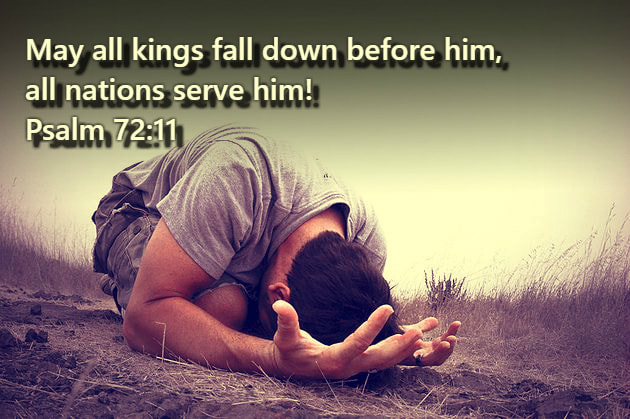 May all kings fall down before him,
all nations serve him!
Psalm 72:11